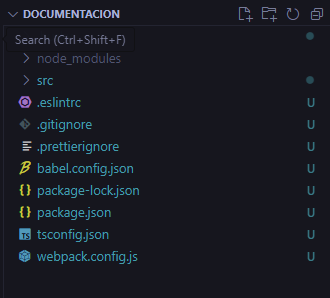 DOCUMENTACION
Search (Ctrl+Shift+F)
node_modules
src
.eslintrc U
.gitignore U
.prettierignore U
babel.config.json U
{ } package-lock.json U
{ } package.json U
TS tsconfig.json U
webpack.config.js U